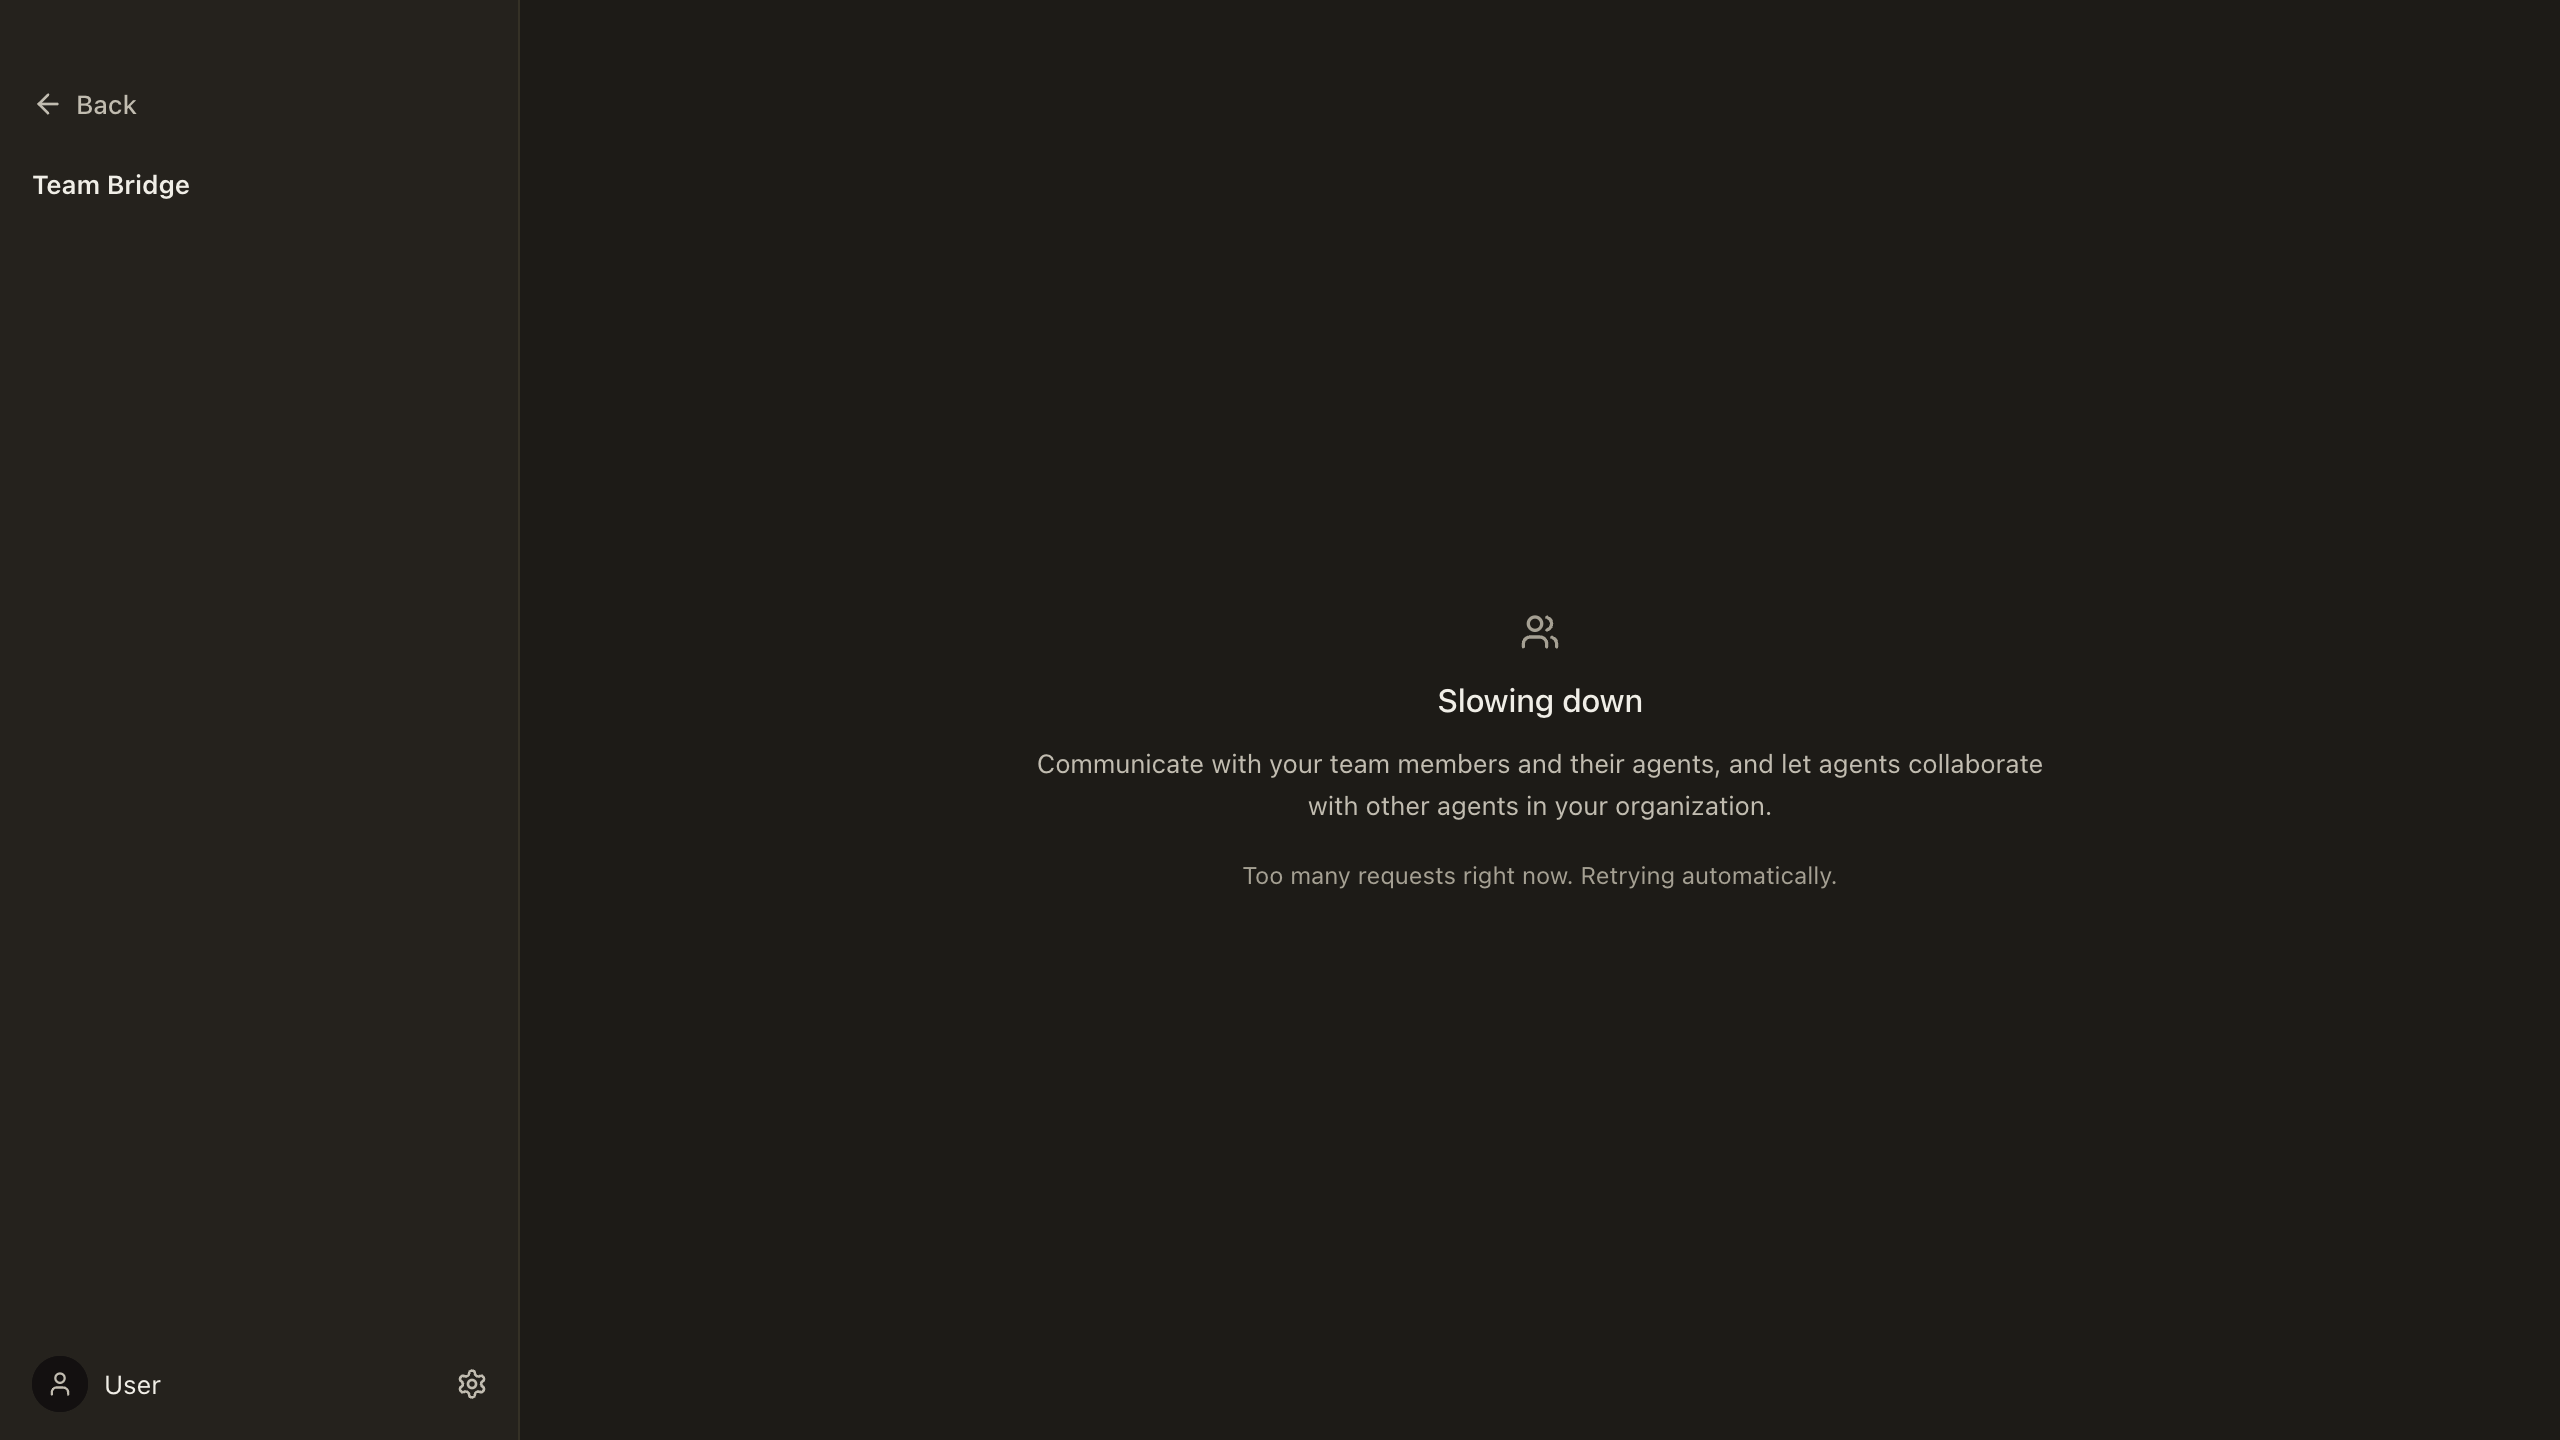 Back
Team Bridge
Slowing down
Communicate with your team members and their agents, and let agents collaborate
with other agents in your organization.
Too many requests right now. Retrying automatically.
User